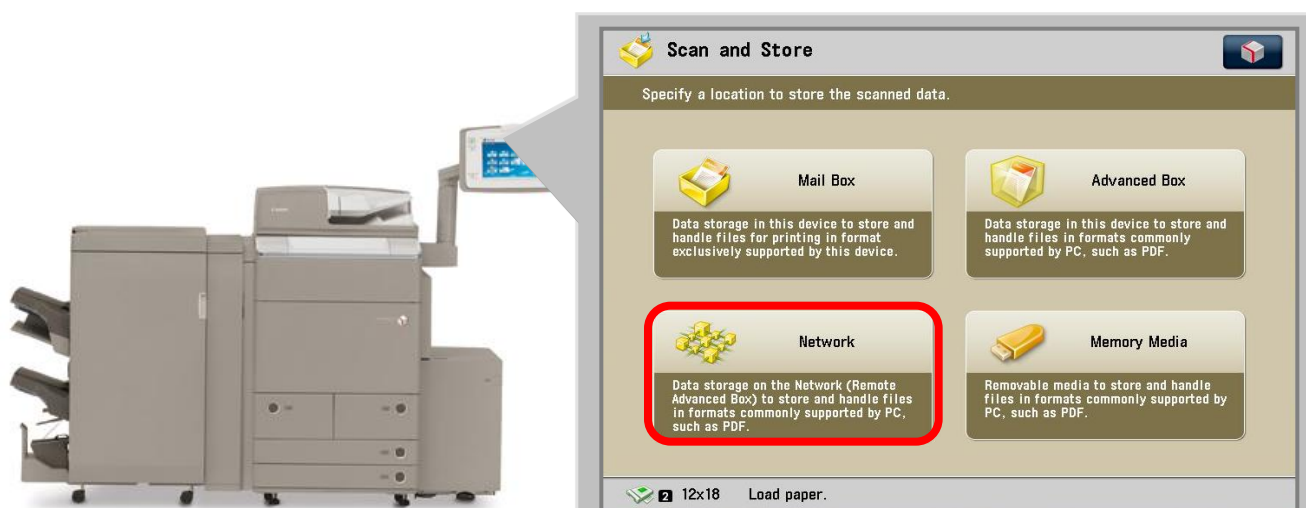 Scan and Store
Specify a location to store the scanned data.
Mail Box
Data storage in this device to store and
handle files for printing in format
exclusively supported by this device.
Advanced Box
Data storage in this device to store and
handle files in formats commonly
supported by PC, such as PDF.
Network
Data storage on the Network (Remote
Advanced Box) to store and handle files
in formats commonly supported by PC,
such as PDF.
Memory Media
Removable media to store and handle
files in formats commonly supported by
PC, such as PDF.
2 12x18 Load paper.